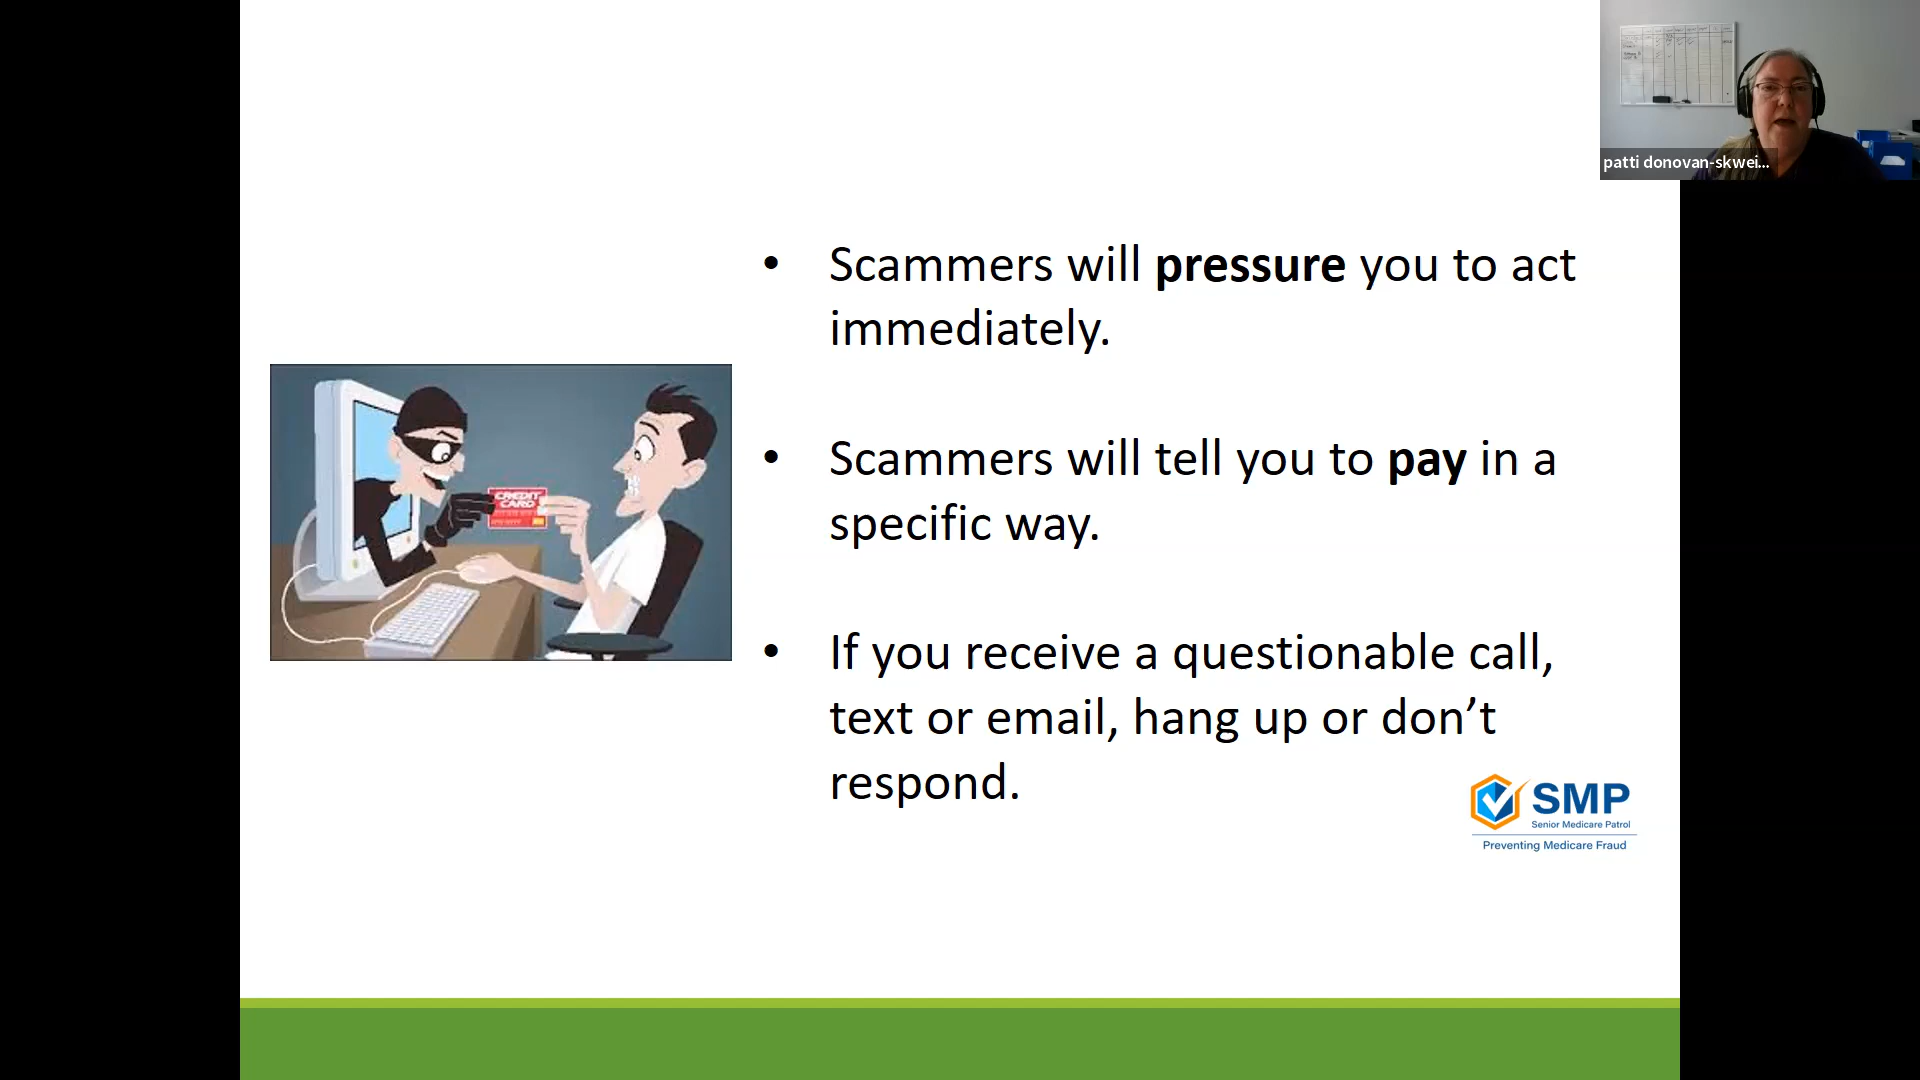 patti donovan-skwei...
• Scammers will pressure you to act
immediately.
• Scammers will tell you to pay in a
specific way.
CREDIT
CARD
• If you receive a questionable call,
text or email, hang up or don’t
respond.
SMP
Senior Medicare Patrol
Preventing Medicare Fraud